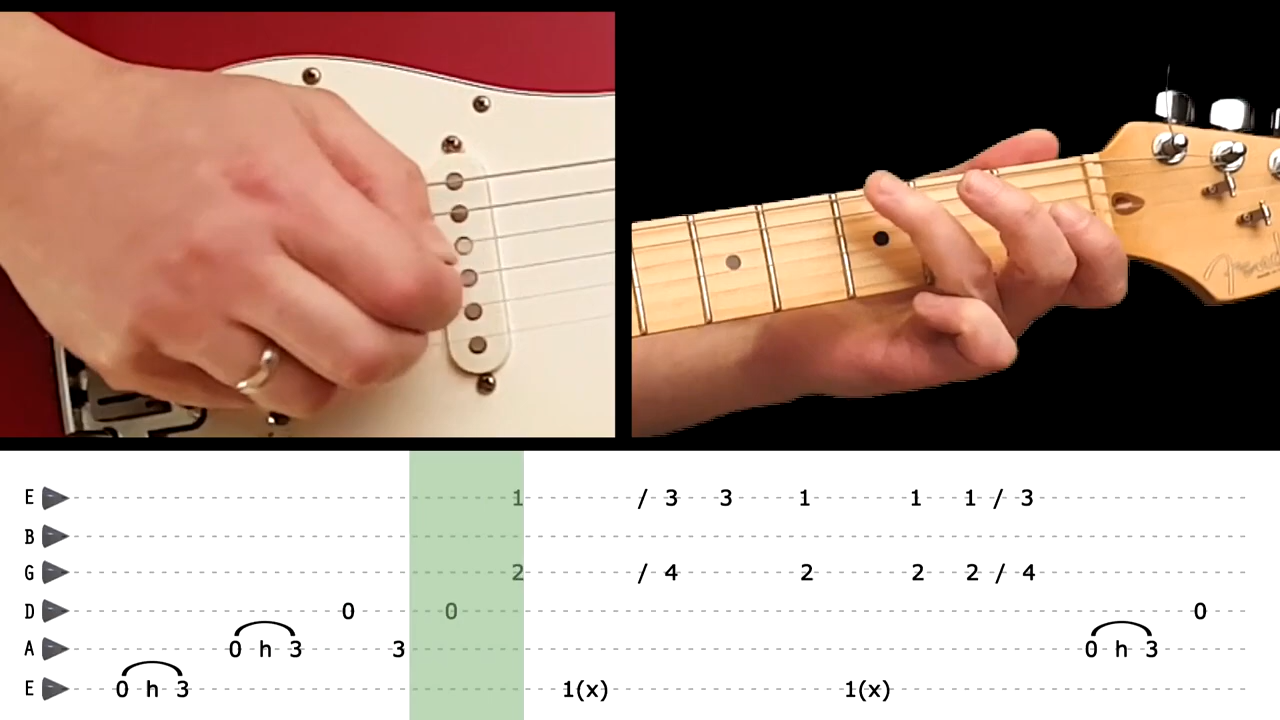 Fend
E 1 / 3 3 1 1 1 / 3
B
G 2 / 4 2 2 2 / 4
D 0 0 0
A 0 h 3 3 0 h 3
E 0 h 3 1(x) 1(x)